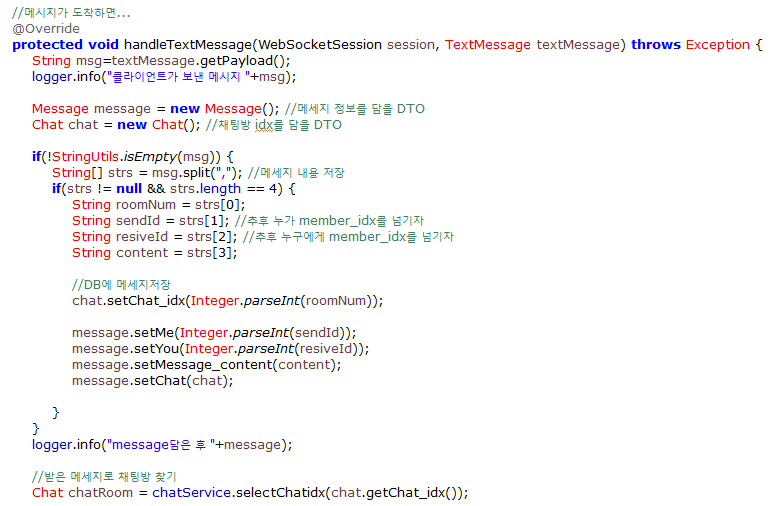 //메시지가 도착하면...
@Override
protected void handleTextMessage(WebSocketSession session, TextMessage textMessage) throws Exception {
String msg=textMessage.getPayload();
logger.info("클라이언트가 보낸 메시지 "+msg);
Message message = new Message(); //메세지 정보를 담을 DTO
Chat chat = new Chat(); //채팅방 idx를 담을 DTO
if(!StringUtils.isEmpty(msg)) {
String[] strs = msg.split(","); //메세지 내용 저장
if(strs != null && strs.length == 4) {
String roomNum = strs[0];
String sendId = strs[1]; //추후 누가 member_idx를 넘기자
String resiveId = strs[2]; //추후 누구에게 member_idx를 넘기자
String content = strs[3];
//DB에 메세지저장
chat.setChat_idx(Integer.parseInt(roomNum));
message.setMe(Integer.parseInt(sendId));
message.setYou(Integer.parseInt(resiveId));
message.setMessage_content(content);
message.setChat(chat);
}
}
logger.info("message담은 후 "+message);
//받은 메세지로 채팅방 찾기
Chat chatRoom = chatService.selectChatidx(chat.getChat_idx());